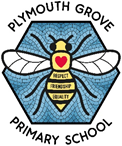 PLYMOUTH GROVE
RESPECT
FRIENDSHIP
EQUALITY
PRIMARY SCHOOL